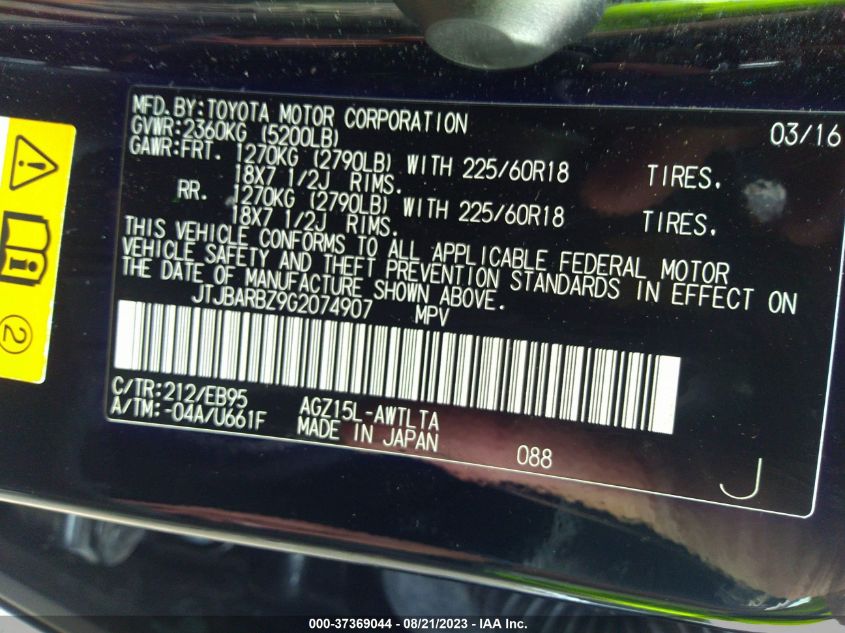 MFD.BY:TOYOTA MOTOR CORPORATION 03/16
GVWR:2360KG (5200LB)
GAWR:FRT. 1270KG (2790LB) WITH 225/60R18 TIRES.
18X7 1/2J RIMS.
RR. 1270KG (2790LB) WITH 225/60R18 TIRES.
18X7 1/2J RIMS.
THIS VEHICLE CONFORMS TO ALL APPLICABLE FEDERAL MOTOR
VEHICLE SAFETY AND THEFT PREVENTION STANDARDS IN EFFECT ON
THE DATE OF MANUFACTURE SHOWN ABOVE.
JTJBARBZ9G2074907 MPV
C/TR:212/EB95 AGZ15L-AWTLTA
A/TM:-04A/U661F MADE IN JAPAN 088
J
2
000-37369044 - 08/21/2023 - IAA Inc.